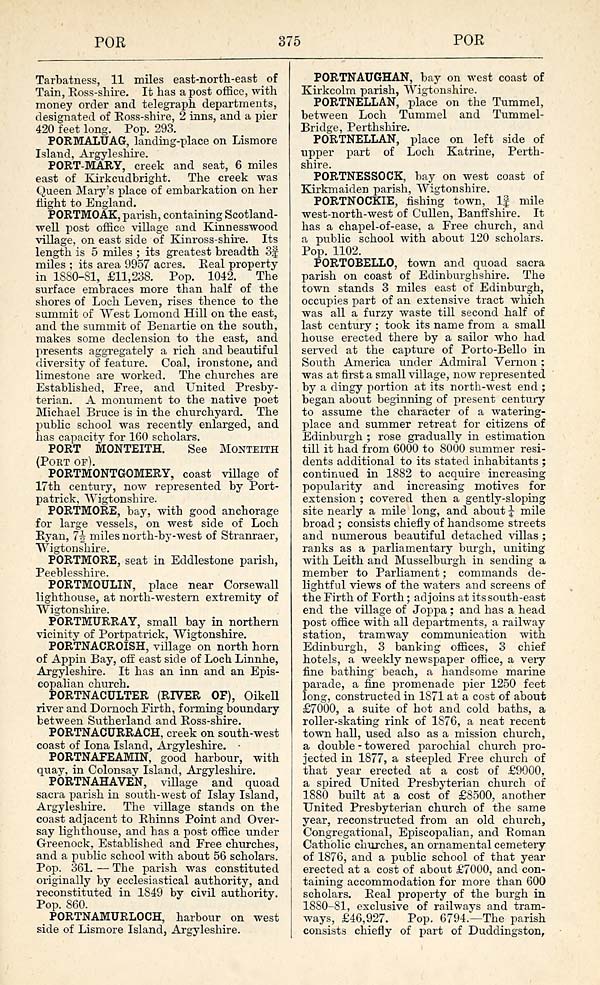 POR 375 POR
Tarbatness, 11 miles east-north-east of
Tain, Ross-shire. It has a post office, with
money order and telegraph departments,
designated of Ross-shire, 2 inns, and a pier
420 feet long. Pop. 293.
PORMALUAG, landing-place on Lismore
Island, Argyleshire.
PORT-MARY, creek and seat, 6 miles
east of Kirkcudbright. The creek was
Queen Mary's place of embarkation on her
flight to England.
PORTMOAK, parish, containing Scotland-
well post office village and Kinnesswood
village, on east side of Kinross-shire. Its
length is 5 miles; its greatest breadth 3¾
miles; its area 9957 acres. Real property
in 1880-81, £11,238. Pop. 1042. The
surface embraces more than half of the
shores of Loch Leven, rises thence to the
summit of West Lomond Hill on the east,
and the summit of Benartie on the south,
makes some declension to the east, and
presents aggregately a rich and beautiful
diversity of feature. Coal, ironstone, and
limestone are worked. The churches are
Established, Free, and United Presby-
terian. A monument to the native poet
Michael Bruce is in the churchyard. The
public school was recently enlarged, and
has capacity for 160 scholars.
PORT MONTEITH. See MONTEITH
(PORT OF).
PORTMONTGOMERY, coast village of
17th century, now represented by Port-
patrick, Wigtonshire.
PORTMORE, bay, with good anchorage
for large vessels, on west side of Loch
Ryan, 7½ miles north-by-west of Stranraer,
Wigtonshire.
PORTMORE, seat in Eddlestone parish,
Peeblesshire.
PORTMOULIN, place near Corsewall
lighthouse, at north-western extremity of
Wigtonshire.
PORTMURRAY, small bay in northern
vicinity of Portpatrick, Wigtonshire.
PORTNACROISH, village on north horn
of Appin Bay, off east side of Loch Linnhe,
Argyleshire. It has an inn and an Epis-
copalian church.
PORTNACULTER (RIVER OF), Oikell
river and Dornoch Firth, forming boundary
between Sutherland and Ross-shire.
PORTNACURRACH, creek on south-west
coast of Iona Island, Argyleshire.
PORTNAFEAMIN, good harbour, with
quay, in Colonsay Island, Argyleshire.
PORTNAHAVEN, village and quoad
sacra parish in south-west of Islay Island,
Argyleshire. The village stands on the
coast adjacent to Rhinns Point and Over-
say lighthouse, and has a post office under
Greenock, Established and Free churches,
and a public school with about 56 scholars.
Pop. 361. — The parish was constituted
originally by ecclesiastical authority, and
reconstituted in 1849 by civil authority.
Pop. 860.
PORTNAMURLOCH, harbour on west
side of Lismore Island, Argyleshire.
PORTNAUGHAN, bay on west coast of
Kirkcolm parish, Wigtonshire.
PORTNELLAN, place on the Tummel,
between Loch Tummel and Tummel-
Bridge, Perthshire.
PORTNELLAN, place on left side of
upper part of Loch Katrine, Perth-
shire.
PORTNESSOCK, bay on west coast of
Kirkmaiden parish, Wigtonshire.
PORTNOCKIE, fishing town, 1¾ mile
west-north-west of Cullen, Banffshire. It
has a chapel-of-ease, a Free church, and
a public school with about 120 scholars.
Pop. 1102.
PORTOBELLO, town and quoad sacra
parish on coast of Edinburghshire. The
town stands 3 miles east of Edinburgh,
occupies part of an extensive tract which
was all a furzy waste till second half of
last century; took its name from a small
house erected there by a sailor who had
served at the capture of Porto-Bello in
South America under Admiral Vernon;
was at first a small village, now represented
by a dingy portion at its north-west end;
began about beginning of present century
to assume the character of a watering-
place and summer retreat for citizens of
Edinburgh; rose gradually in estimation
till it had from 6000 to 8000 summer resi-
dents additional to its stated inhabitants;
continued in 1882 to acquire increasing
popularity and increasing motives for
extension; covered then a gently-sloping
site nearly a mile long, and about ¼ mile
broad; consists chiefly of handsome streets
and numerous beautiful detached villas;
ranks as a parliamentary burgh, uniting
with Leith and Musselburgh in sending a
member to Parliament; commands de-
lightful views of the waters and screens of
the Firth of Forth; adjoins at its south-east
end the village of Joppa; and has a head
post office with all departments, a railway
station, tramway communication with
Edinburgh, 3 banking offices, 3 chief
hotels, a weekly newspaper office, a very
fine bathing beach, a handsome marine
parade, a fine promenade pier 1250 feet
long, constructed in 1871 at a cost of about
£7000, a suite of hot and cold baths, a
roller-skating rink of 1876, a neat recent
town hall, used also as a mission church,
a double-towered parochial church pro-
jected in 1877, a steepled Free church of
that year erected at a cost of £9000,
a spired United Presbyterian church of
1880 built at a cost of £8500, another
United Presbyterian church of the same
year, reconstructed from an old church,
Congregational, Episcopalian, and Roman
Catholic churches, an ornamental cemetery
of 1876, and a public school of that year
erected at a cost of about £7000, and con-
taining accommodation for more than 600
scholars. Real property of the burgh in
1880-81, exclusive of railways and tram-
ways, £46,927. Pop. 6794.—The parish
consists chiefly of part of Duddingston,